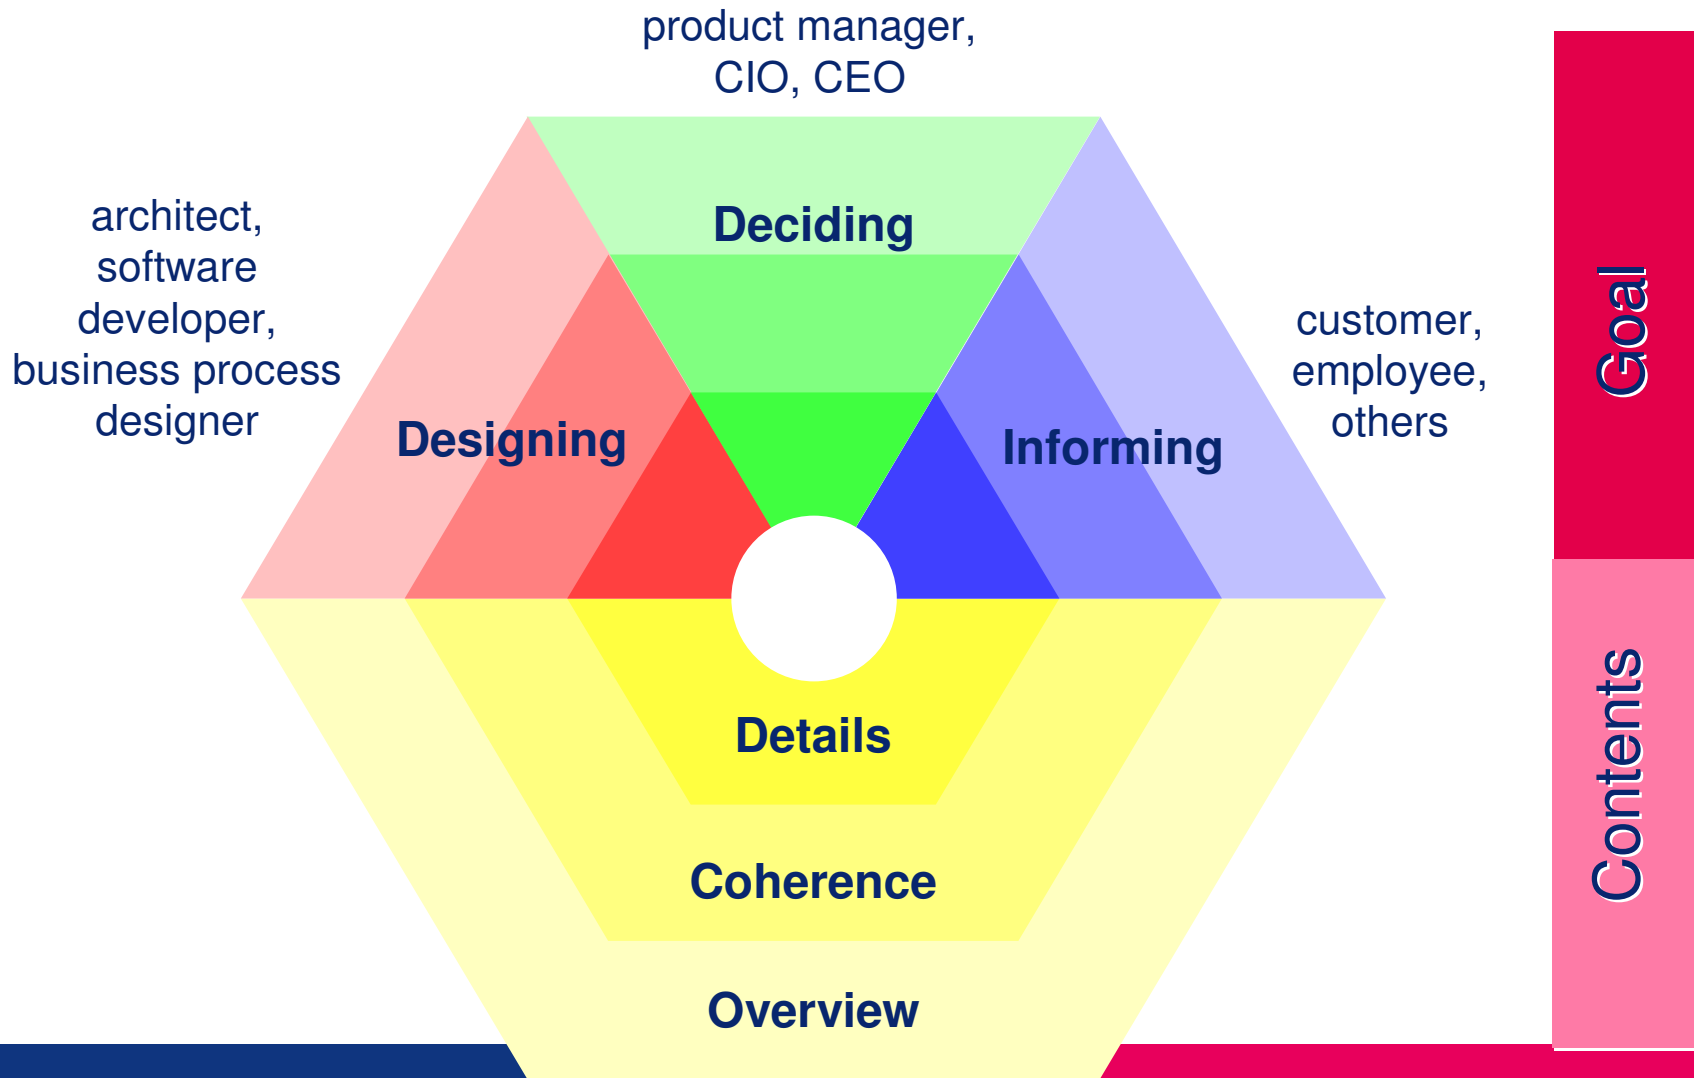 product manager,
CIO, CEO
architect,
software
developer,
business process
designer
Deciding
Designing
Informing
customer,
employee,
others
Details
Coherence
Overview
Goal
Contents